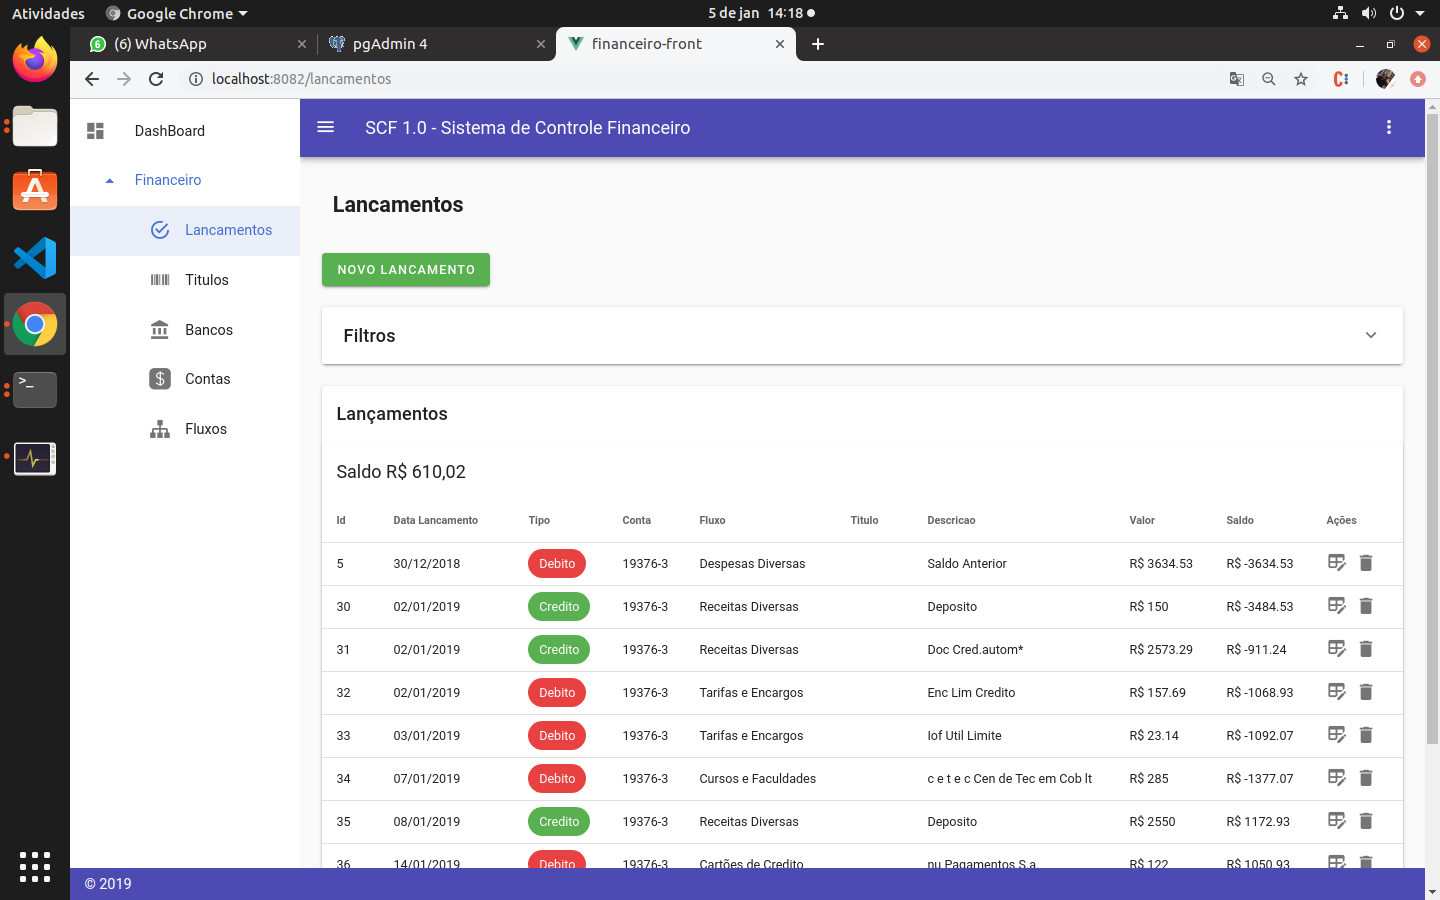 Atividades Google Chrome 5 de jan 14:18
(6) WhatsApp pgAdmin 4 financeiro-front
localhost:8082/lancamentos
DashBoard
Financeiro
Lancamentos
Titulos
Bancos
Contas
Fluxos
SCF 1.0 - Sistema de Controle Financeiro
Lancamentos
NOVO LANCAMENTO
Filtros
Lançamentos
Saldo R$ 610,02
Id Data Lancamento Tipo Conta Fluxo Titulo Descricao Valor Saldo Ações
5 30/12/2018 Debito 19376-3 Despesas Diversas Saldo Anterior R$ 3634.53 R$ -3634.53
30 02/01/2019 Credito 19376-3 Receitas Diversas Deposito R$ 150 R$ -3484.53
31 02/01/2019 Credito 19376-3 Receitas Diversas Doc Cred.autom* R$ 2573.29 R$ -911.24
32 02/01/2019 Debito 19376-3 Tarifas e Encargos Enc Lim Credito R$ 157.69 R$ -1068.93
33 03/01/2019 Debito 19376-3 Tarifas e Encargos Iof Util Limite R$ 23.14 R$ -1092.07
34 07/01/2019 Debito 19376-3 Cursos e Faculdades c e t e c Cen de Tec em Cob lt R$ 285 R$ -1377.07
35 08/01/2019 Credito 19376-3 Receitas Diversas Deposito R$ 2550 R$ 1172.93
36 14/01/2019 Debito 19376-3 Cartões de Credito nu Pagamentos S.a. R$ 122 R$ 1050.93
© 2019